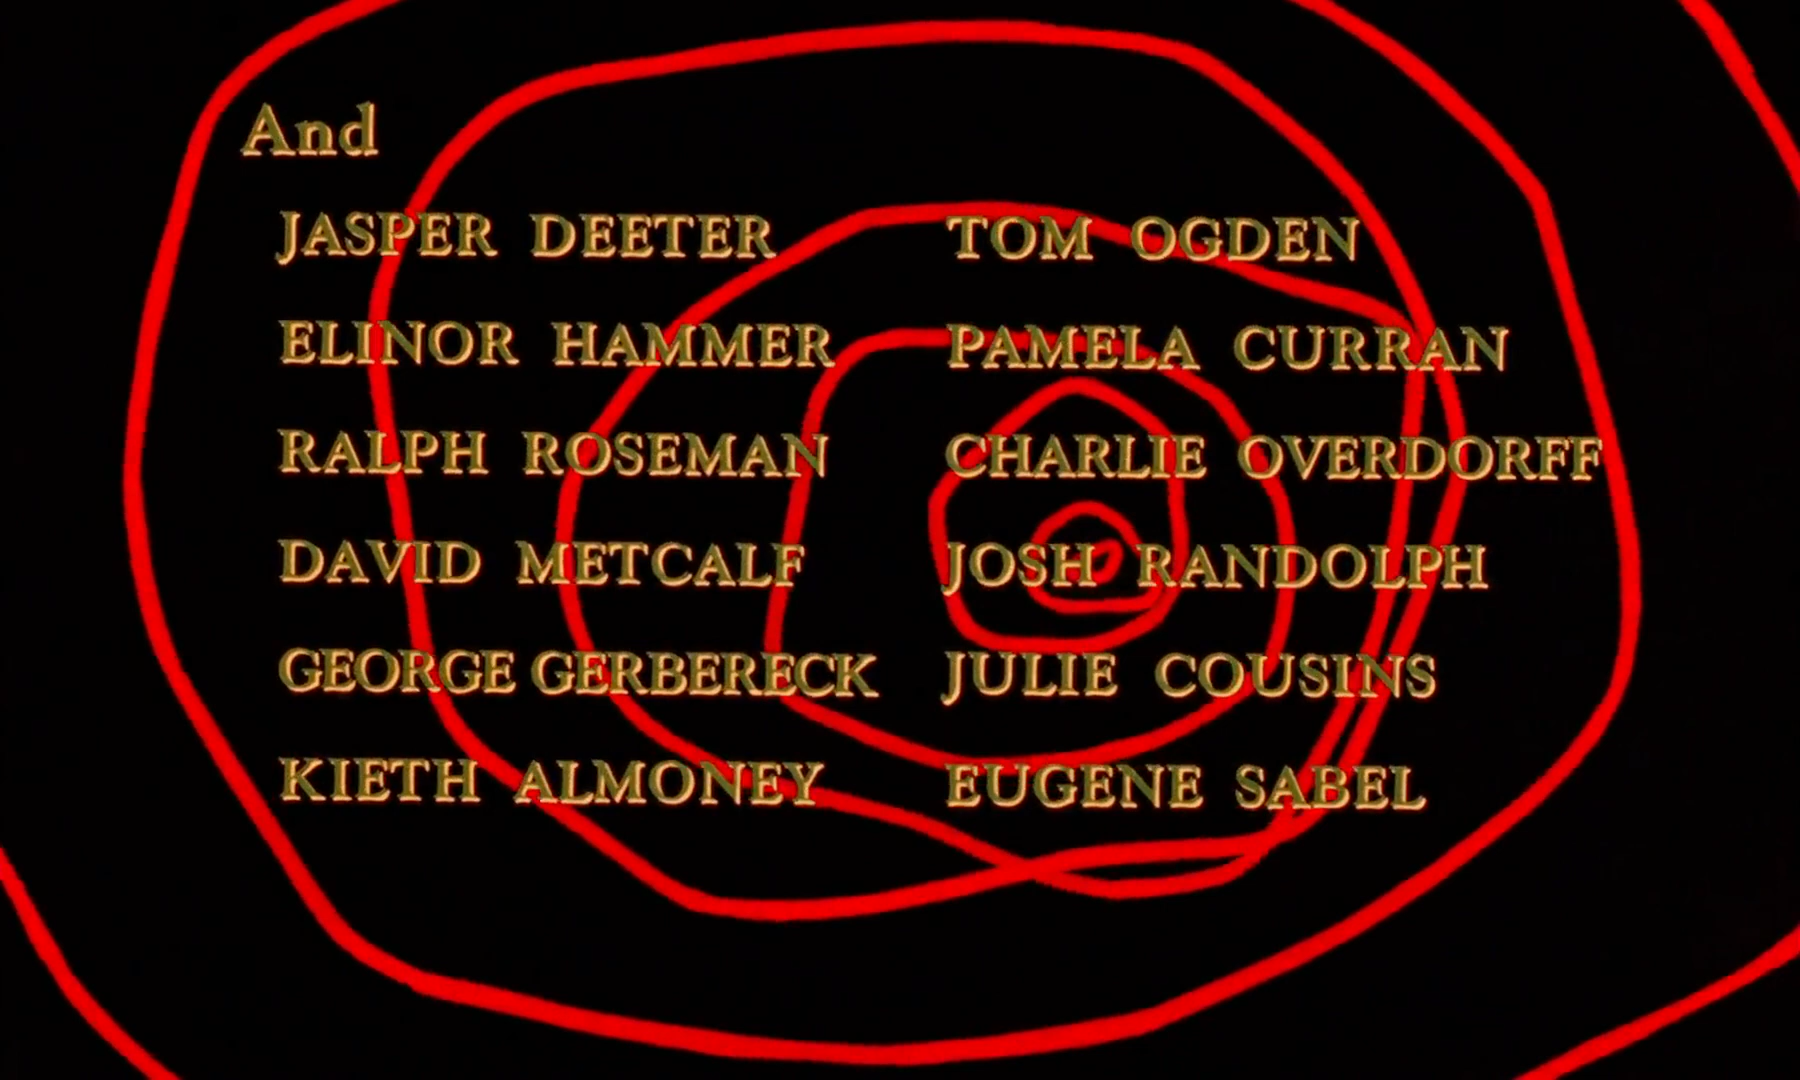 And
JASPER DEETER TOM OGDEN
ELINOR HAMMER PAMELA CURRAN
RALPH ROSEMAN CHARLIE OVERDORFF
DAVID METCALF JOSH RANDOLPH
GEORGE GERBERECK JULIE COUSINS
KIETH ALMONEY EUGENE SABEL